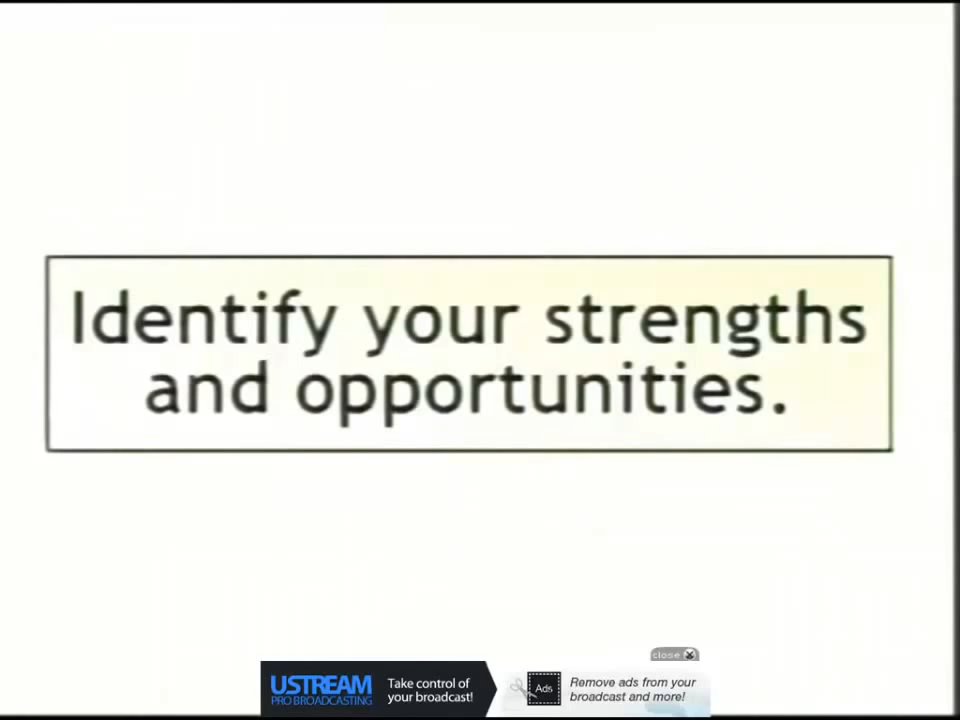 Identify your strengths
and opportunities.
close
USTREAM
PRO BROADCASTING
Take control of
your broadcast!
Ads
Remove ads from your
broadcast and more!